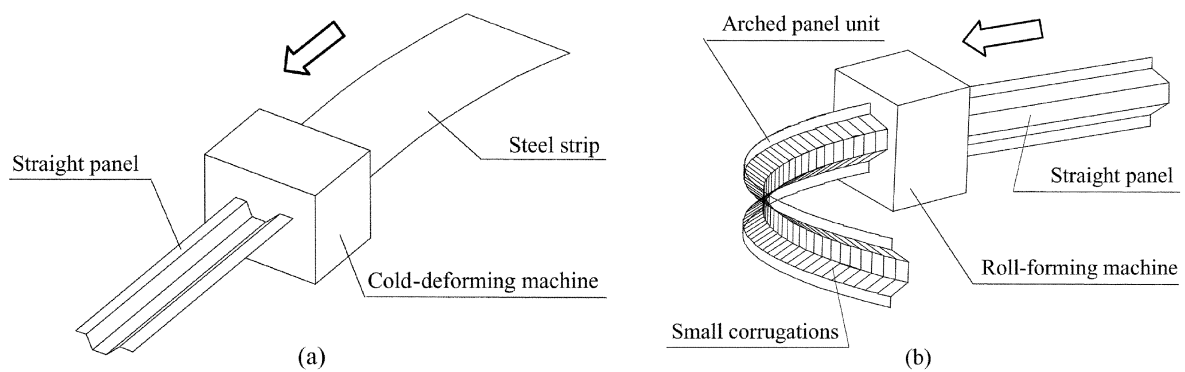 Straight panel
Steel strip
Cold-deforming machine
(a)
Arched panel unit
Straight panel
Roll-forming machine
Small corrugations
(b)